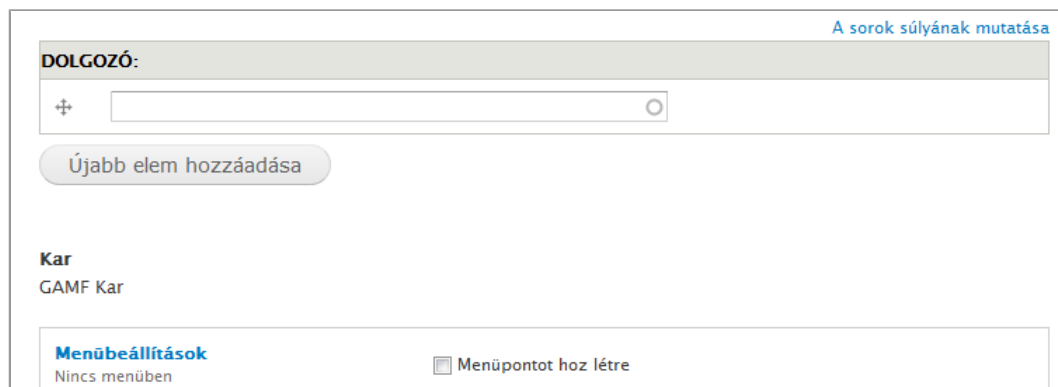 A sorok súlyának mutatása
DOLGOZÓ:
Újabb elem hozzáadása
Kar
GAMF Kar
Menübeállítások
Menüpontot hoz létre
Nincs menüben